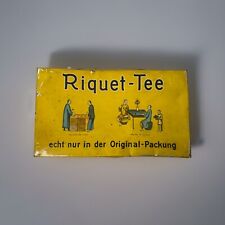 Riquet-Tee
echt nur in der Original-Packung